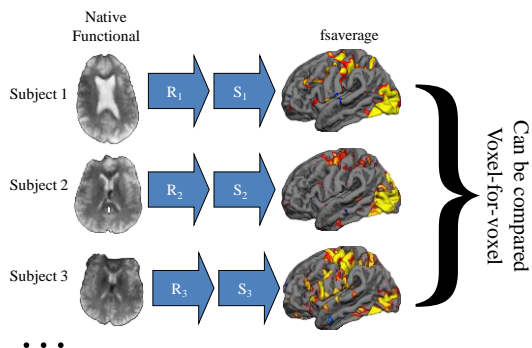 Native
Functional
fsaverage
Subject 1
R1
S1
Subject 2
R2
S2
Subject 3
R3
S3
Can be compared
Voxel-for-voxel
• • •